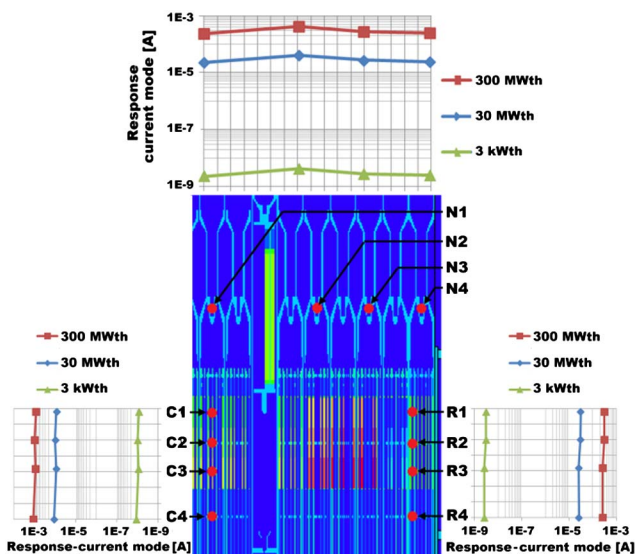 Response
current mode [A]
1E-3
1E-5
1E-7
1E-9
300 MWth
30 MWth
3 kWth
N1
N2
N3
N4
300 MWth
30 MWth
3 kWth
300 MWth
30 MWth
3 kWth
C1
C2
C3
C4
R1
R2
R3
R4
1E-3 1E-5 1E-7 1E-9
Response-current mode [A]
1E-9 1E-7 1E-5 1E-3
Response-current mode [A]